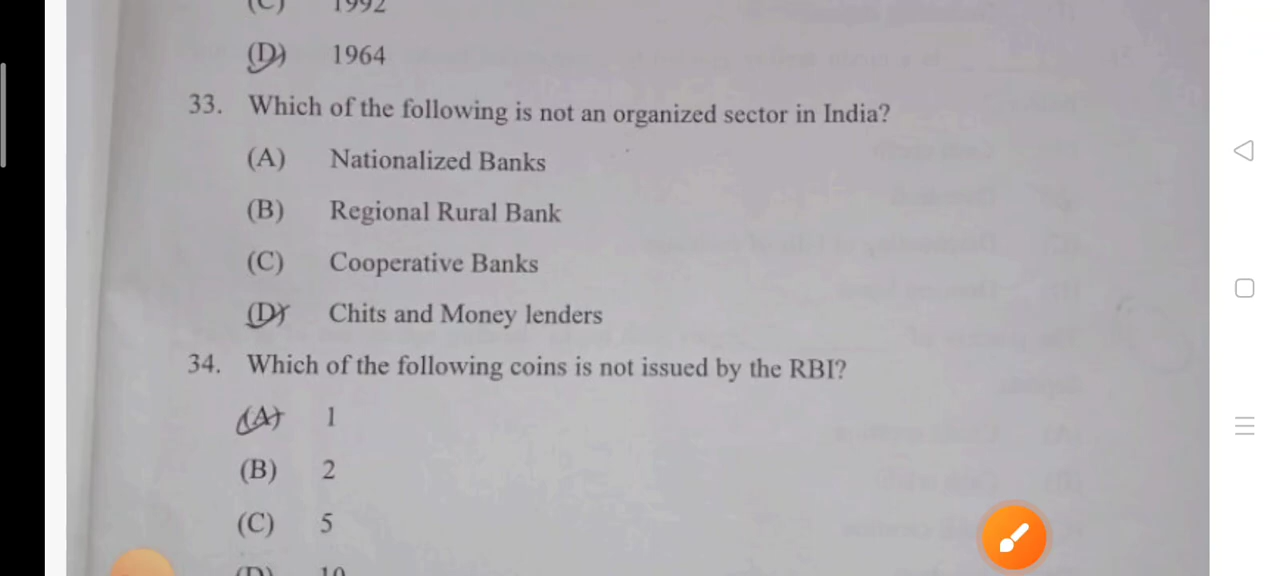 (C) 1992
(D) 1964
33. Which of the following is not an organized sector in India?
(A) Nationalized Banks
(B) Regional Rural Bank
(C) Cooperative Banks
(D) Chits and Money lenders
34. Which of the following coins is not issued by the RBI?
(A) 1
(B) 2
(C) 5
(D) 10